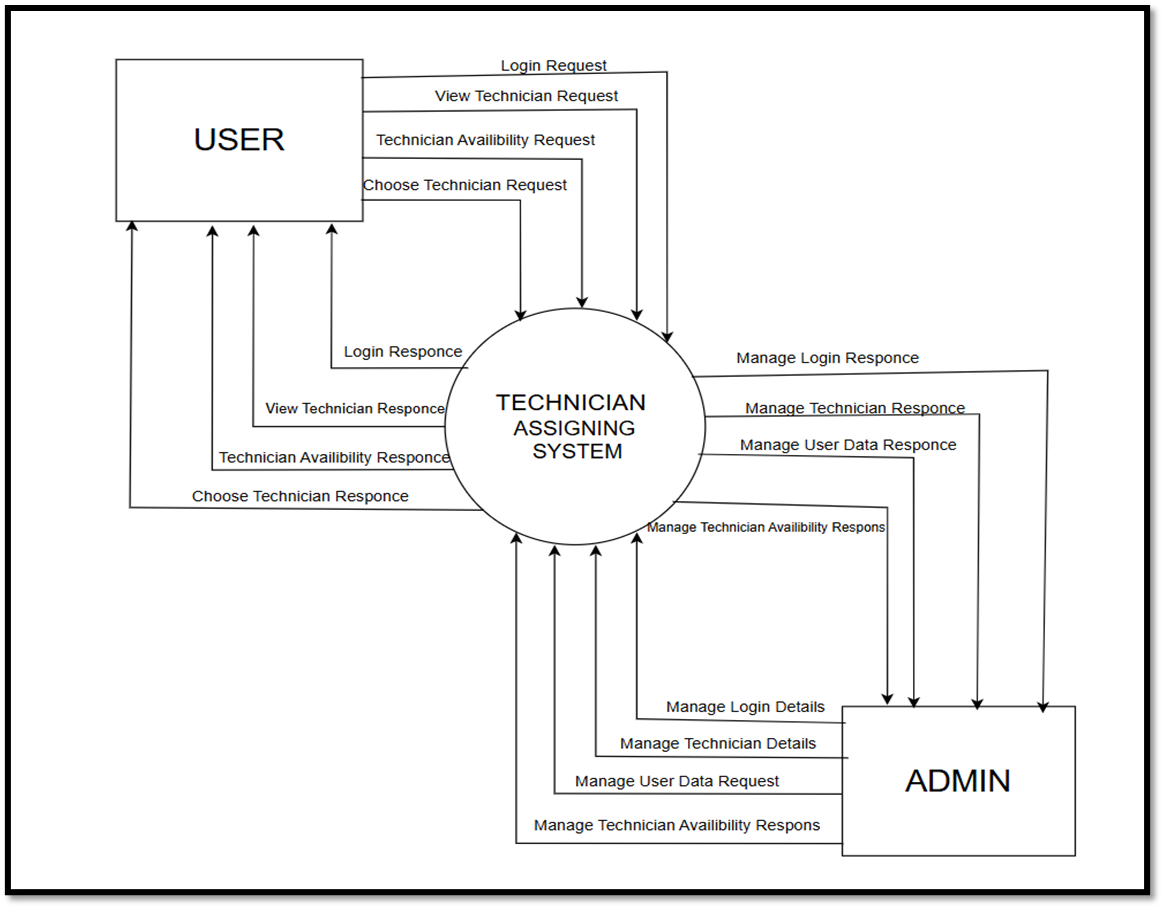 Login Request
View Technician Request
USER
Technician Availibility Request
Choose Technician Request
Login Responce
Manage Login Responce
TECHNICIAN
ASSIGNING
SYSTEM
View Technician Responce
Manage Technician Responce
Manage User Data Responce
Technician Availibility Responce
Choose Technician Responce
Manage Technician Availibility Respons
Manage Login Details
Manage Technician Details
Manage User Data Request
ADMIN
Manage Technician Availibility Respons